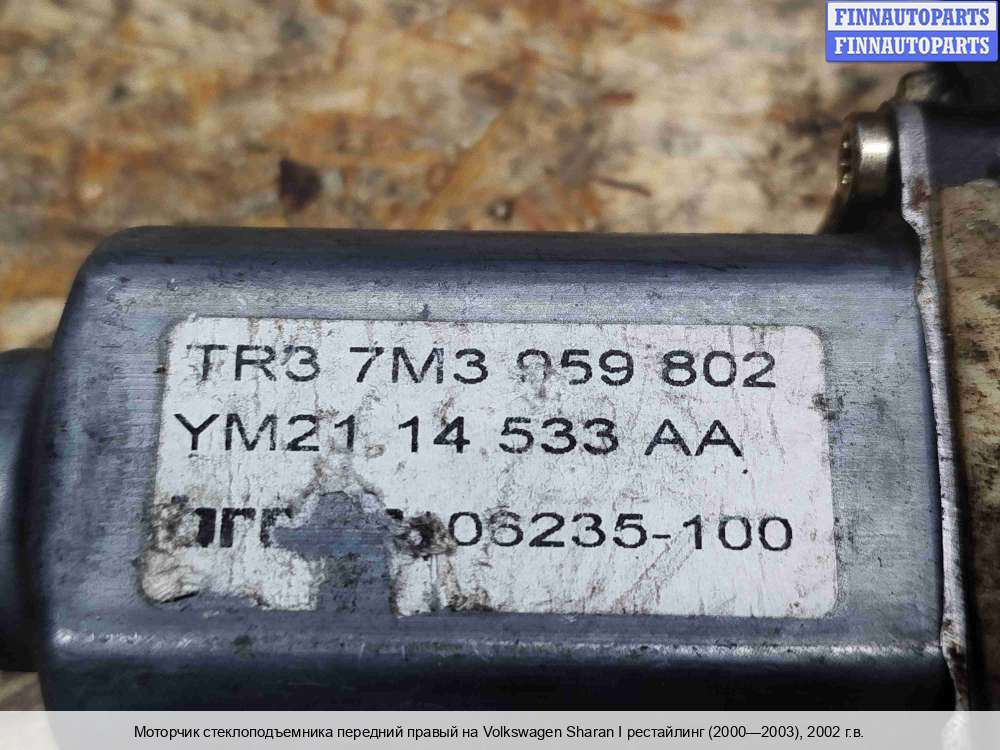 FINNAUTOPARTS
FINNAUTOPARTS
TR3 7M3 959 802
YM21 14 533 AA
06235-100
Моторчик стеклоподъемника передний правый на Volkswagen Sharan I рестайлинг (2000—2003), 2002 г.в.